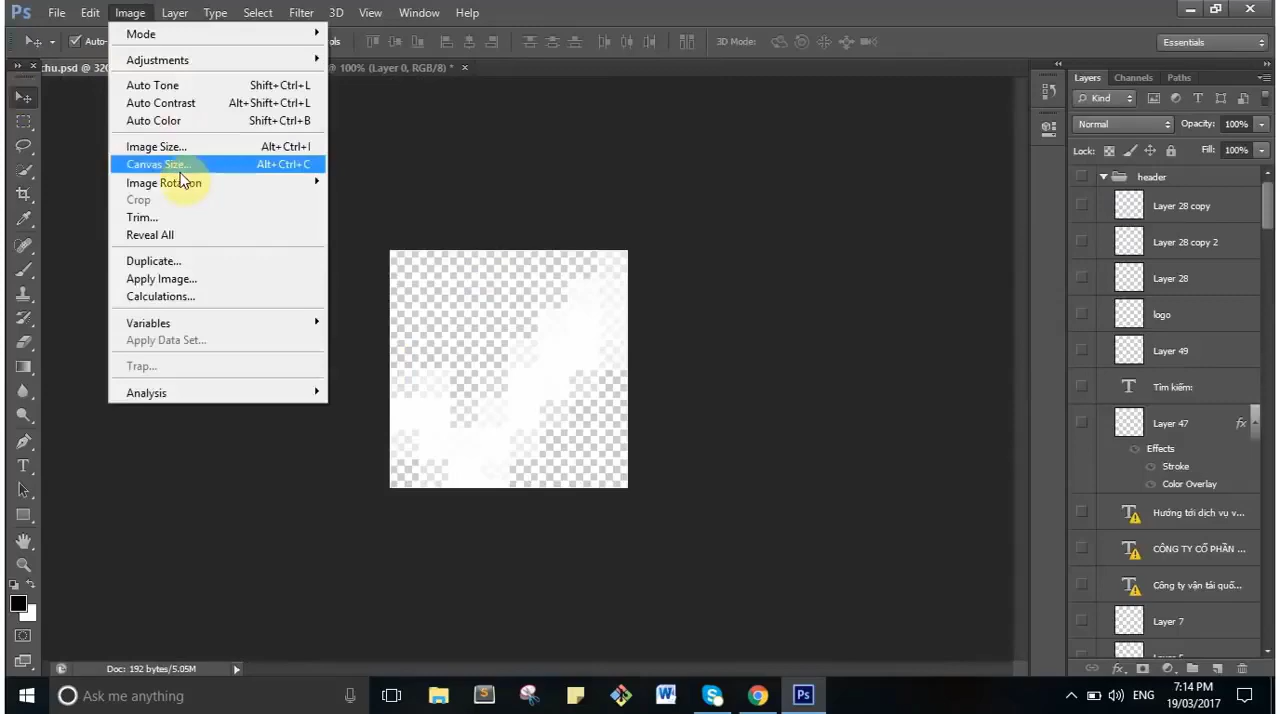 Ps File Edit Image Layer Type Select Filter 3D View Window Help
Auto-
ols
3D Mode:
Essentials
chu.psd @ 320
@ 100% (Layer 0, RGB/8) *
Mode
Adjustments
Auto Tone Shift+Ctrl+L
Auto Contrast Alt+Shift+Ctrl+L
Auto Color Shift+Ctrl+B
Image Size... Alt+Ctrl+I
Canvas Size... Alt+Ctrl+C
Image Rotation
Crop
Trim...
Reveal All
Duplicate...
Apply Image...
Calculations...
Variables
Apply Data Set...
Trap...
Analysis
Layers Channels Paths
Kind
Normal Opacity: 100%
Lock: Fill: 100%
header
Layer 28 copy
Layer 28 copy 2
Layer 28
logo
Layer 49
Tìm kiếm:
Layer 47 fx
Effects
Stroke
Color Overlay
Hướng tới dịch vụ v...
CÔNG TY CỔ PHẦN ...
Công ty vận tải quố...
Layer 7
Doc: 192 bytes/5.05M
Ask me anything
ENG
7:14 PM
19/03/2017